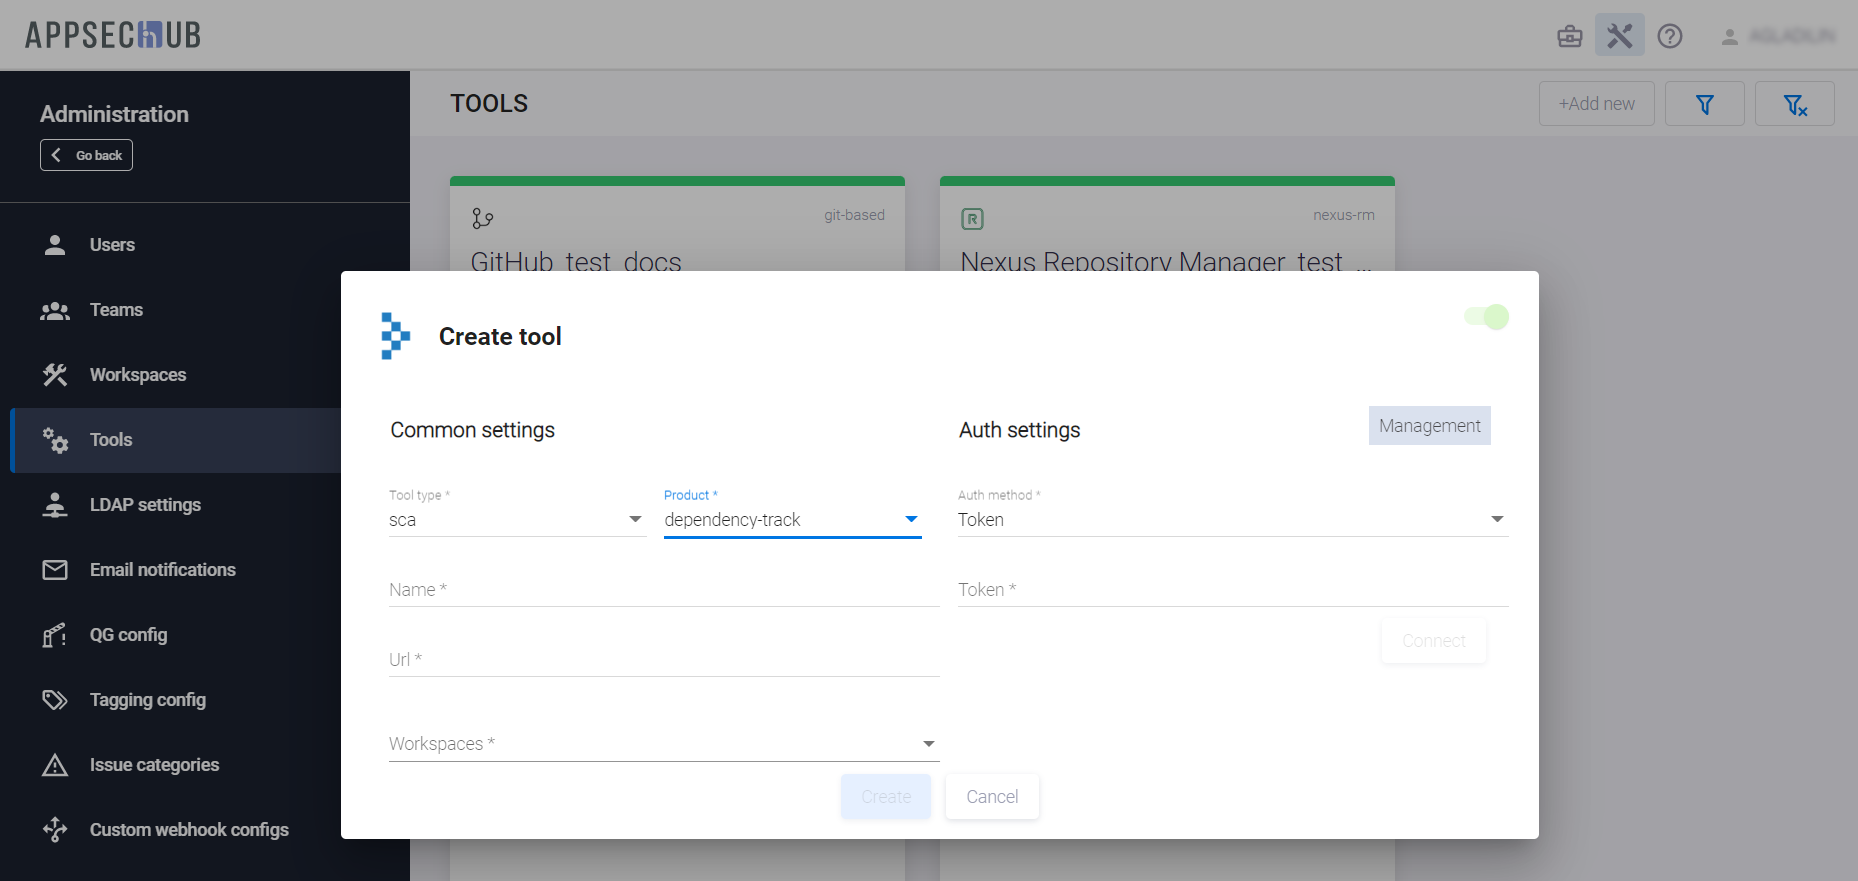 APPSECHUB
Administration
Go back
Users
Teams
Workspaces
Tools
LDAP settings
Email notifications
QG config
Tagging config
Issue categories
Custom webhook configs
TOOLS
+Add new
git-based
GitHub_test_docs
nexus-rm
Nexus Repository Manager_test_...
Create tool
Common settings
Tool type *
sca
Product *
dependency-track
Name *
Url *
Workspaces *
Auth settings
Management
Auth method *
Token
Token *
Connect
Create
Cancel